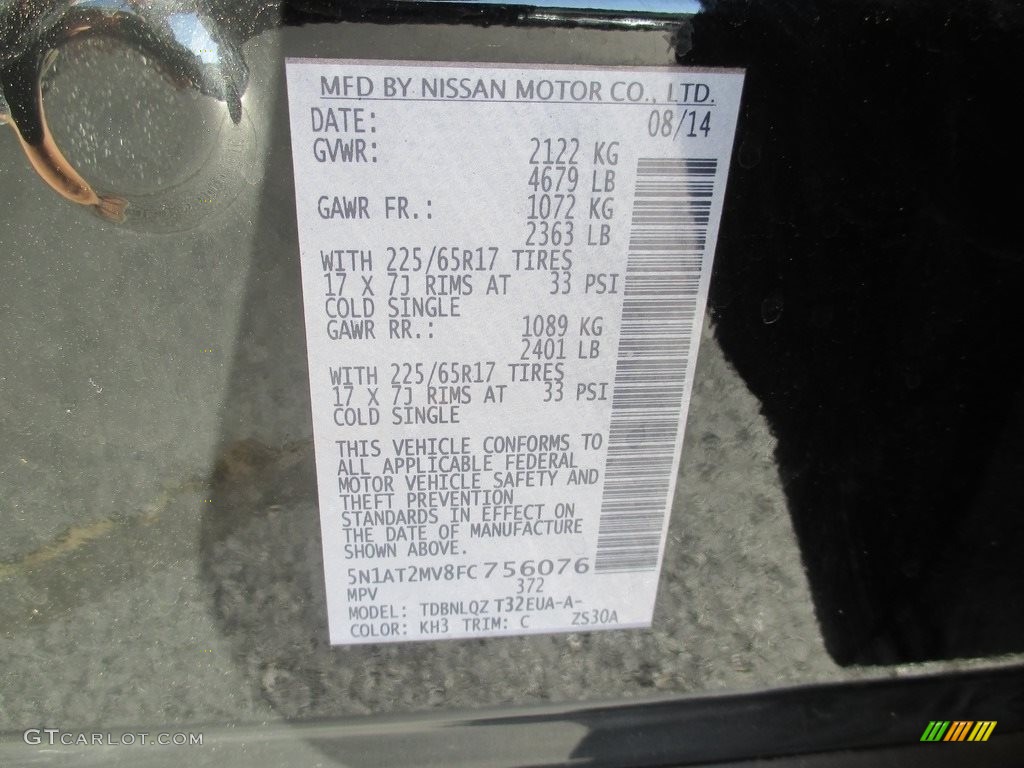 MFD BY NISSAN MOTOR CO., LTD.
DATE: 08/14
GVWR: 2122 KG
4679 LB
GAWR FR.: 1072 KG
2363 LB
WITH 225/65R17 TIRES
17 X 7J RIMS AT 33 PSI
COLD SINGLE
GAWR RR.: 1089 KG
2401 LB
WITH 225/65R17 TIRES
17 X 7J RIMS AT 33 PSI
COLD SINGLE
THIS VEHICLE CONFORMS TO
ALL APPLICABLE FEDERAL
MOTOR VEHICLE SAFETY AND
THEFT PREVENTION
STANDARDS IN EFFECT ON
THE DATE OF MANUFACTURE
SHOWN ABOVE.
5N1AT2MV8FC756076
MPV 372
MODEL: TDBNLQZ T32EUA-A-
COLOR: KH3 TRIM: C ZS30A
GTCARLOT.COM